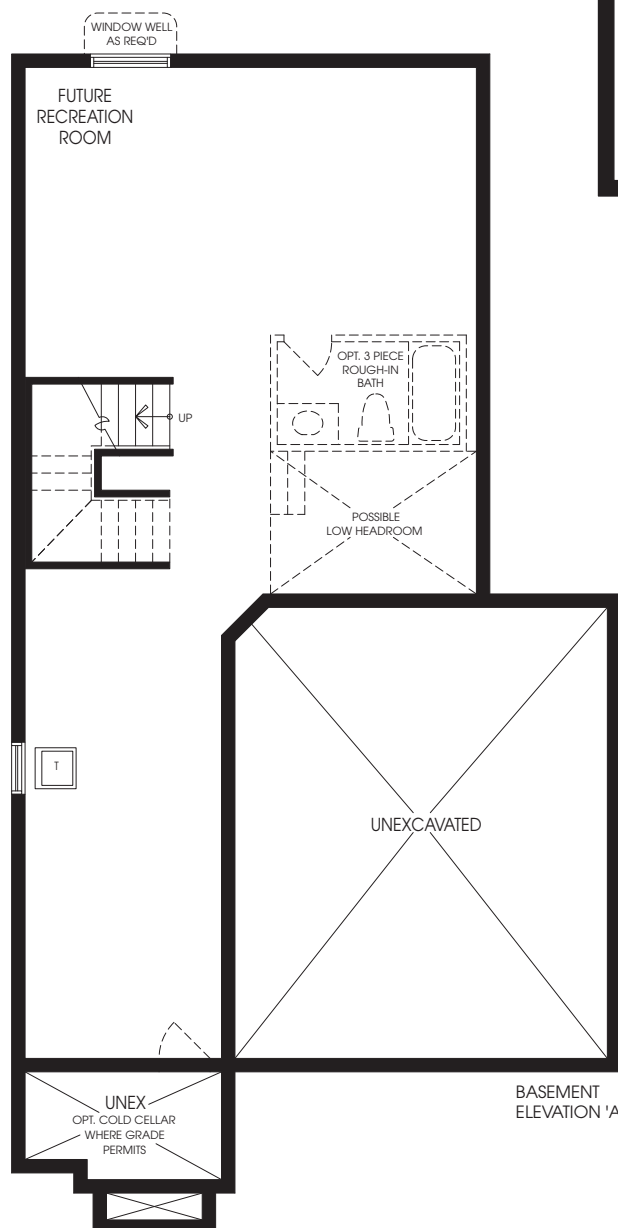 WINDOW WELL
AS REQ'D
FUTURE
RECREATION
ROOM
OPT. 3 PIECE
ROUGH-IN
BATH
UP
POSSIBLE
LOW HEADROOM
T
UNEXCAVATED
UNEX
OPT. COLD CELLAR
WHERE GRADE
PERMITS
BASEMENT
ELEVATION 'A